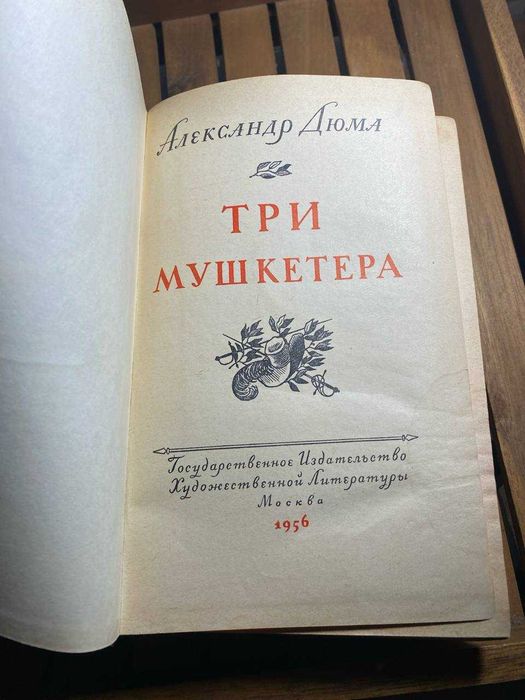 Александр Дюма
ТРИ
МУШКЕТЕРА
Государственное Издательство
Художественной Литературы
Москва
1956